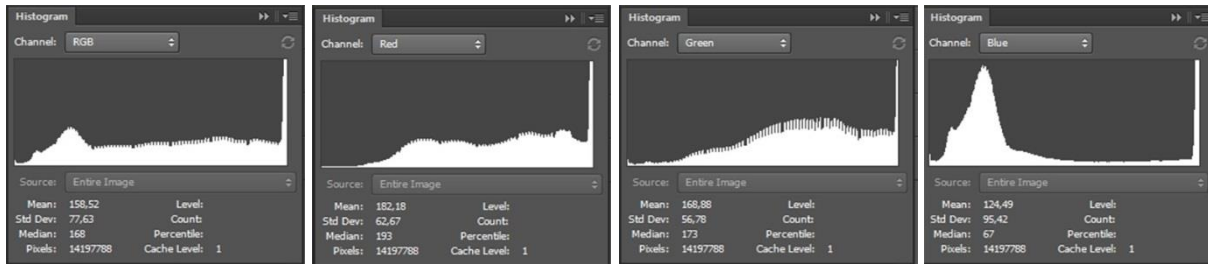 Histogram
Channel: RGB
Source: Entire Image
Mean: 158,52 Level:
Std Dev: 77,63 Count:
Median: 168 Percentile:
Pixels: 14197788 Cache Level: 1
Histogram
Channel: Red
Source: Entire Image
Mean: 182,18 Level:
Std Dev: 62,67 Count:
Median: 193 Percentile:
Pixels: 14197788 Cache Level: 1
Histogram
Channel: Green
Source: Entire Image
Mean: 168,88 Level:
Std Dev: 56,78 Count:
Median: 173 Percentile:
Pixels: 14197788 Cache Level: 1
Histogram
Channel: Blue
Source: Entire Image
Mean: 124,49 Level:
Std Dev: 95,42 Count:
Median: 67 Percentile:
Pixels: 14197788 Cache Level: 1